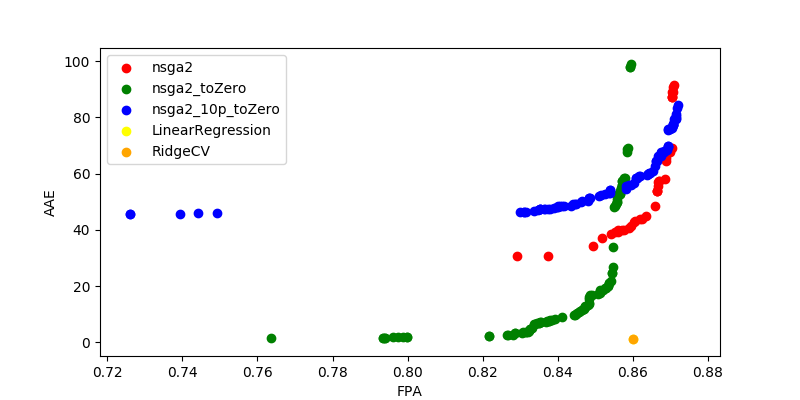 nsga2
nsga2_toZero
nsga2_10p_toZero
LinearRegression
RidgeCV
100
80
60
40
20
0
AAE
0.72 0.74 0.76 0.78 0.80 0.82 0.84 0.86 0.88
FPA